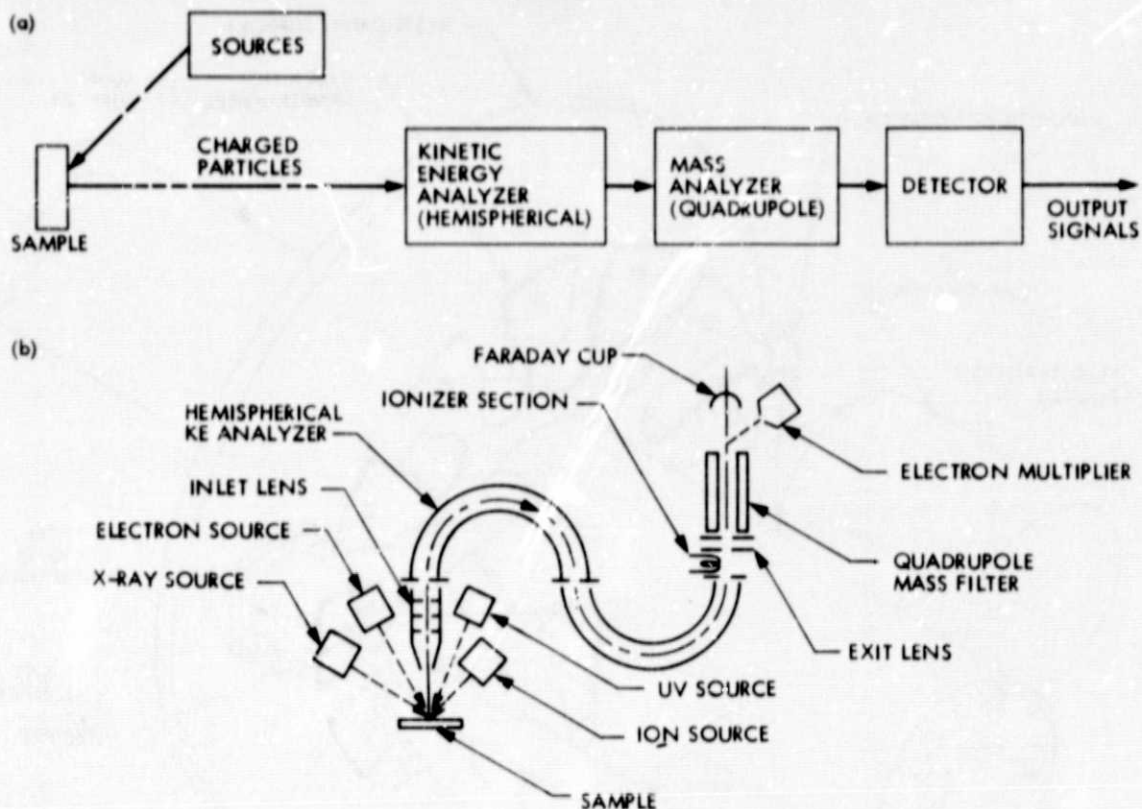 (a)
SOURCES
CHARGED
PARTICLES
SAMPLE
KINETIC
ENERGY
ANALYZER
(HEMISPHERICAL)
MASS
ANALYZER
(QUADRUPOLE)
DETECTOR
OUTPUT
SIGNALS
(b)
FARADAY CUP
IONIZER SECTION
HEMISPHERICAL
KE ANALYZER
INLET LENS
ELECTRON SOURCE
X-RAY SOURCE
ELECTRON MULTIPLIER
QUADRUPOLE
MASS FILTER
EXIT LENS
UV SOURCE
ION SOURCE
SAMPLE